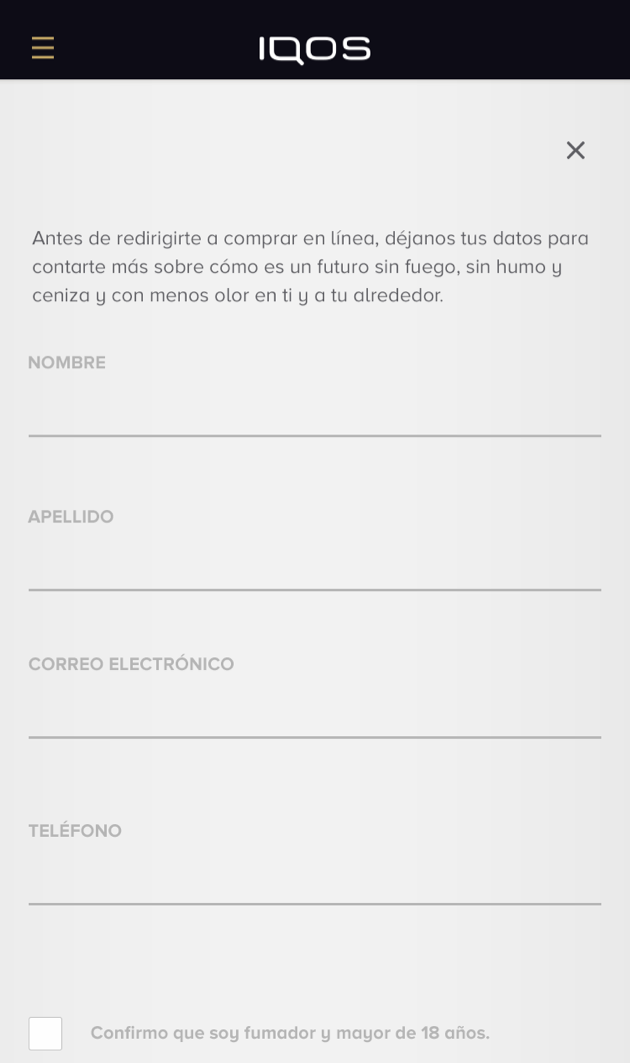 IQOS
Antes de redirigirte a comprar en línea, déjanos tus datos para
contarte más sobre cómo es un futuro sin fuego, sin humo y
ceniza y con menos olor en ti y a tu alrededor.
NOMBRE
APELLIDO
CORREO ELECTRÓNICO
TELÉFONO
Confirmo que soy fumador y mayor de 18 años.